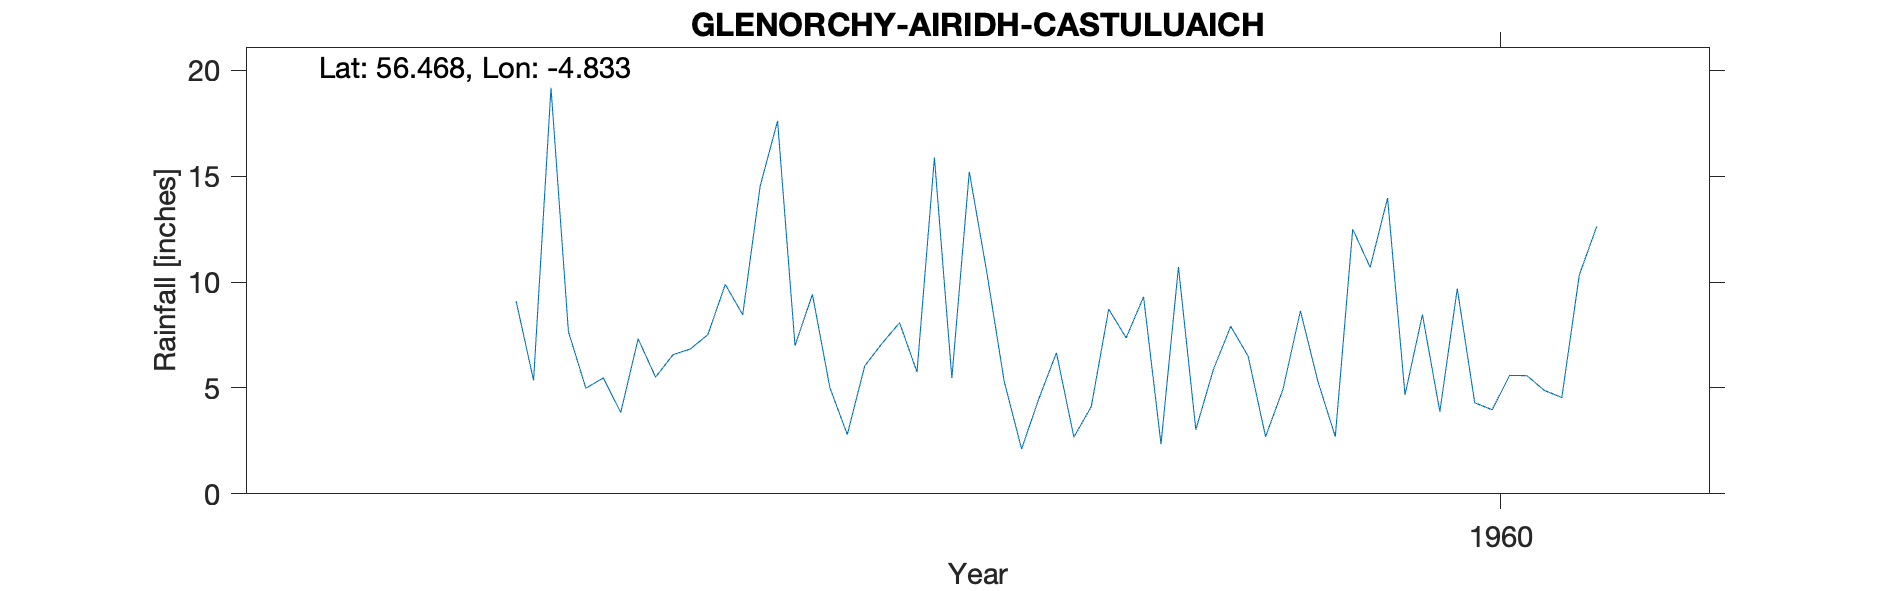 GLENORCHY-AIRIDH-CASTULUAICH
Lat: 56.468, Lon: -4.833
20
15
10
5
0
Rainfall [inches]
1960
Year